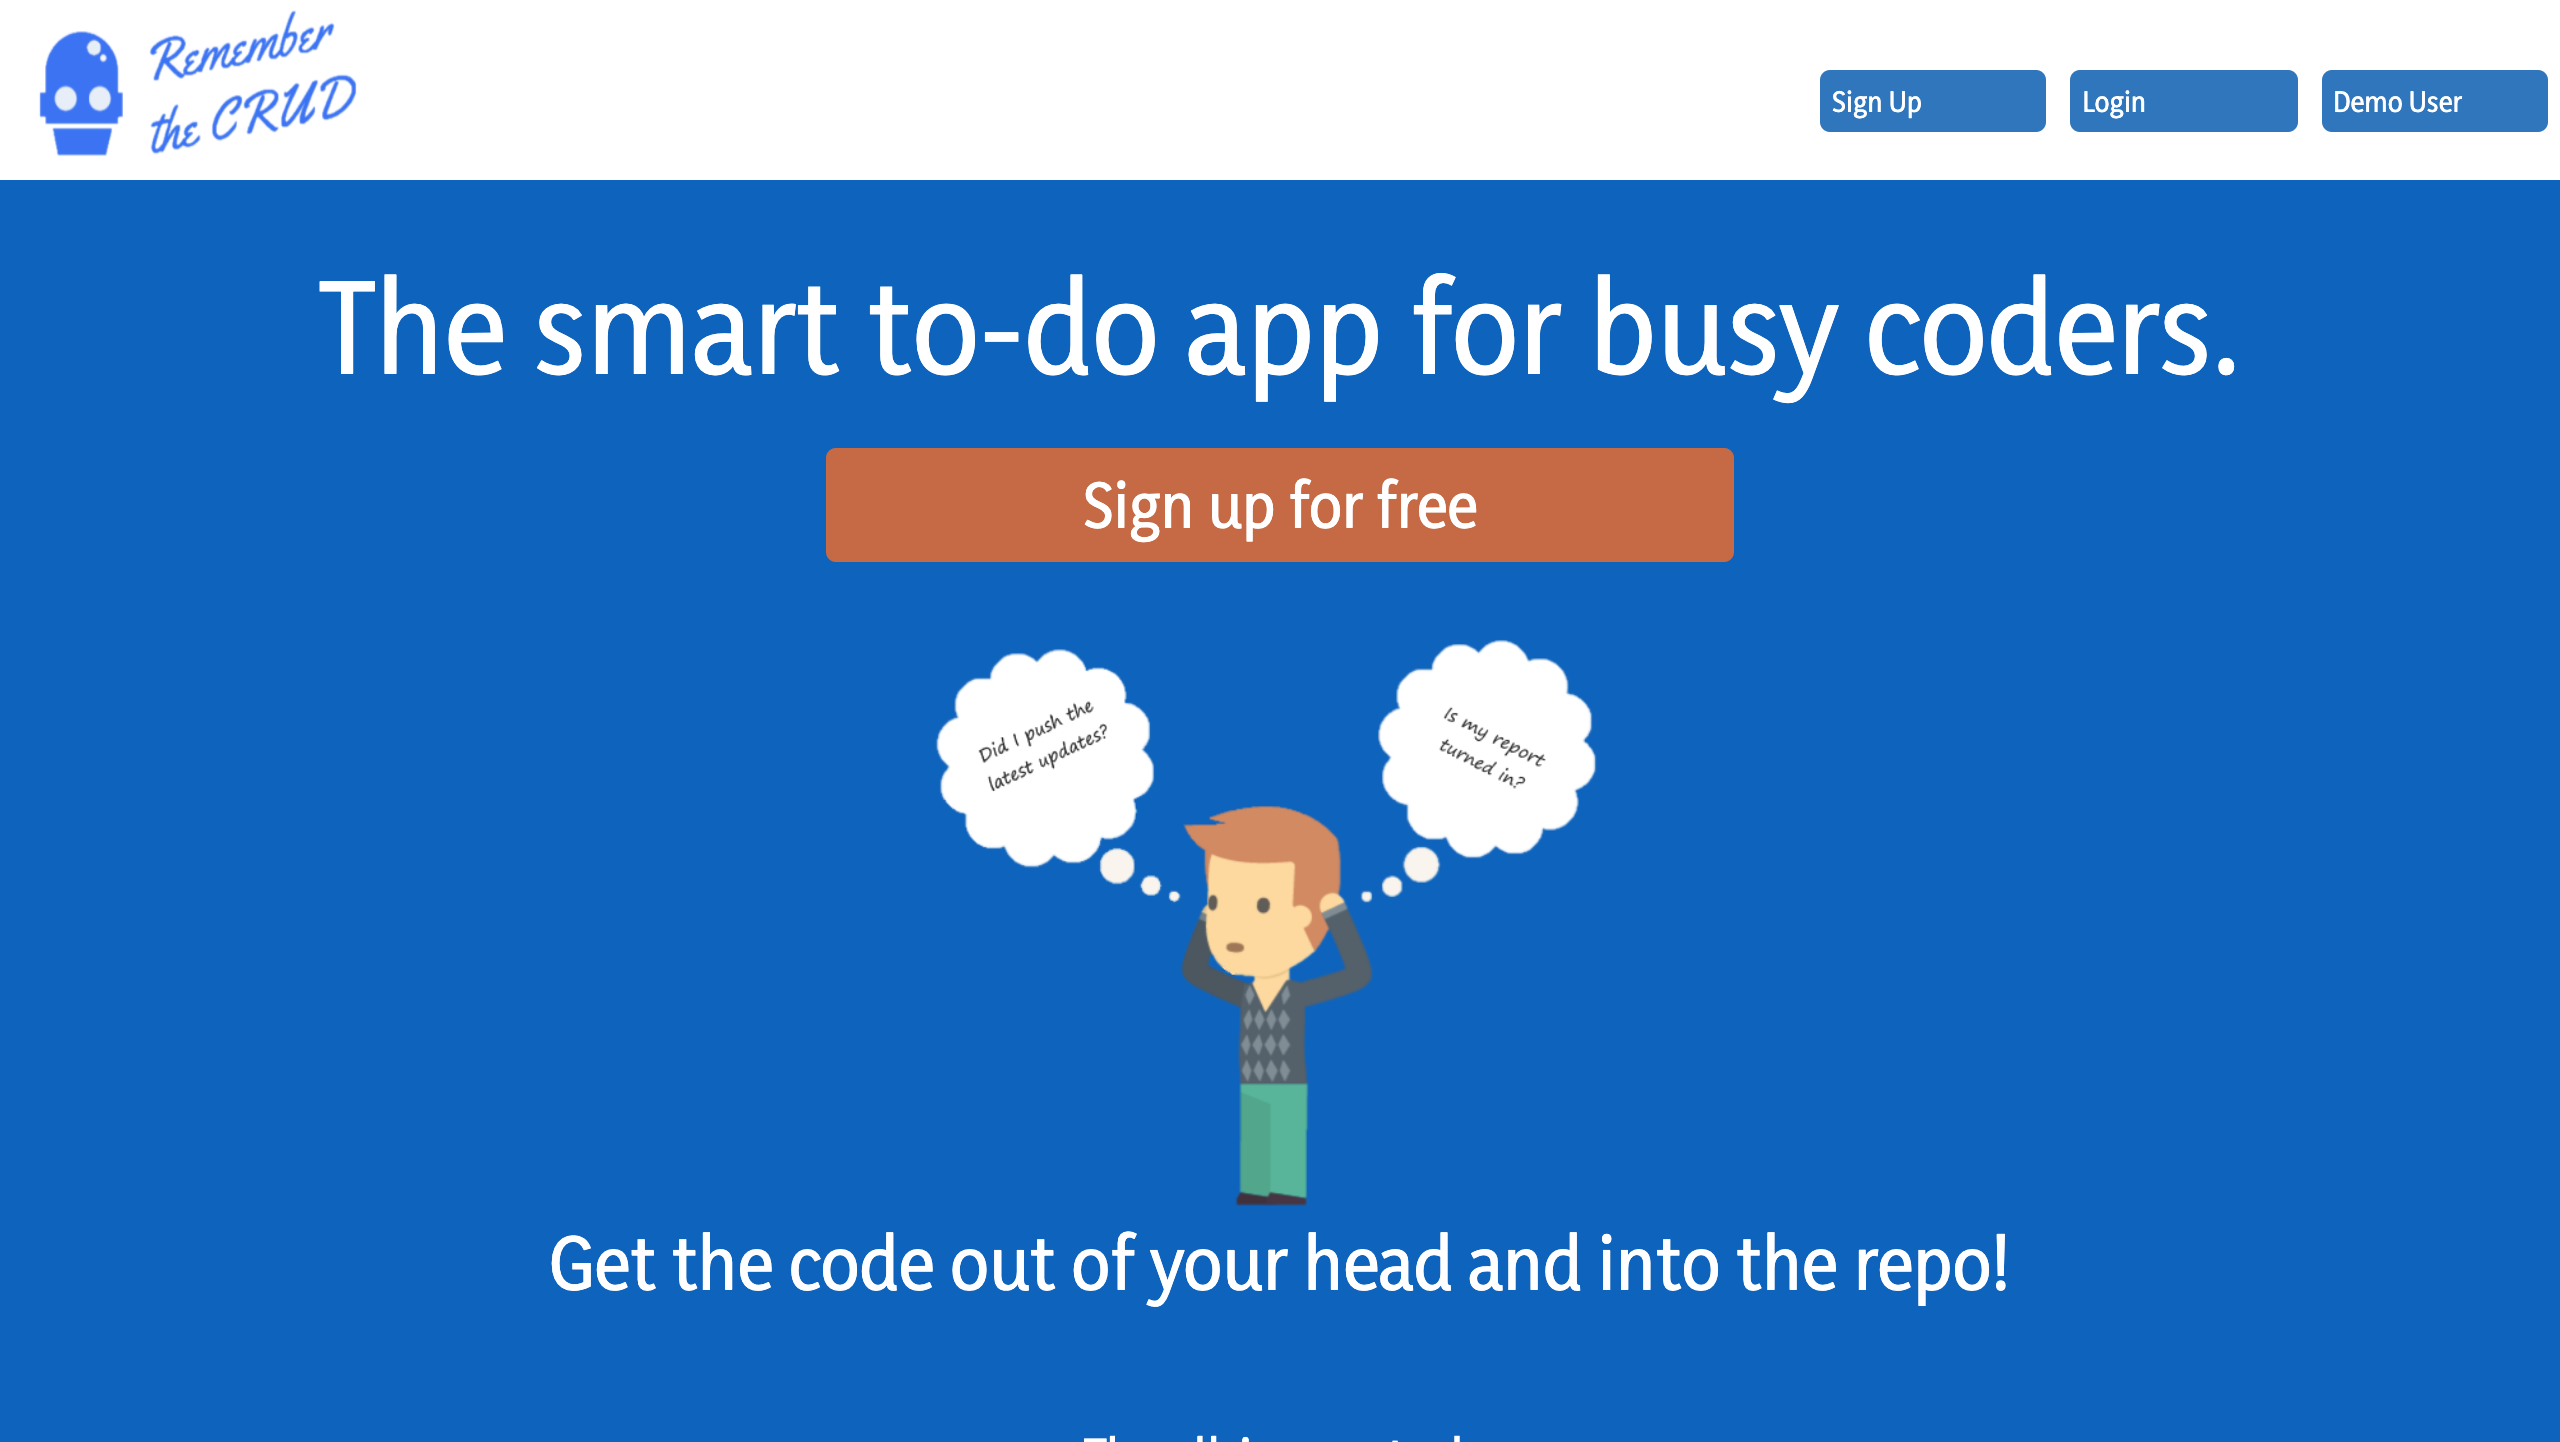 Remember
the CRUD
Sign Up
Login
Demo User
The smart to-do app for busy coders.
Sign up for free
Did I push the
latest updates?
Is my report
turned in?
Get the code out of your head and into the repo!